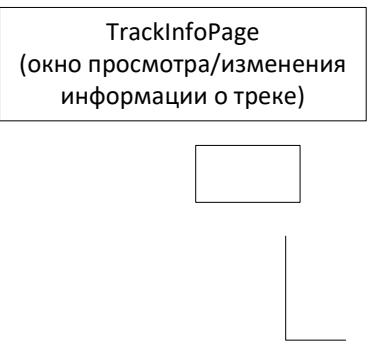 TrackInfoPage
(окно просмотра/изменения
информации о треке)